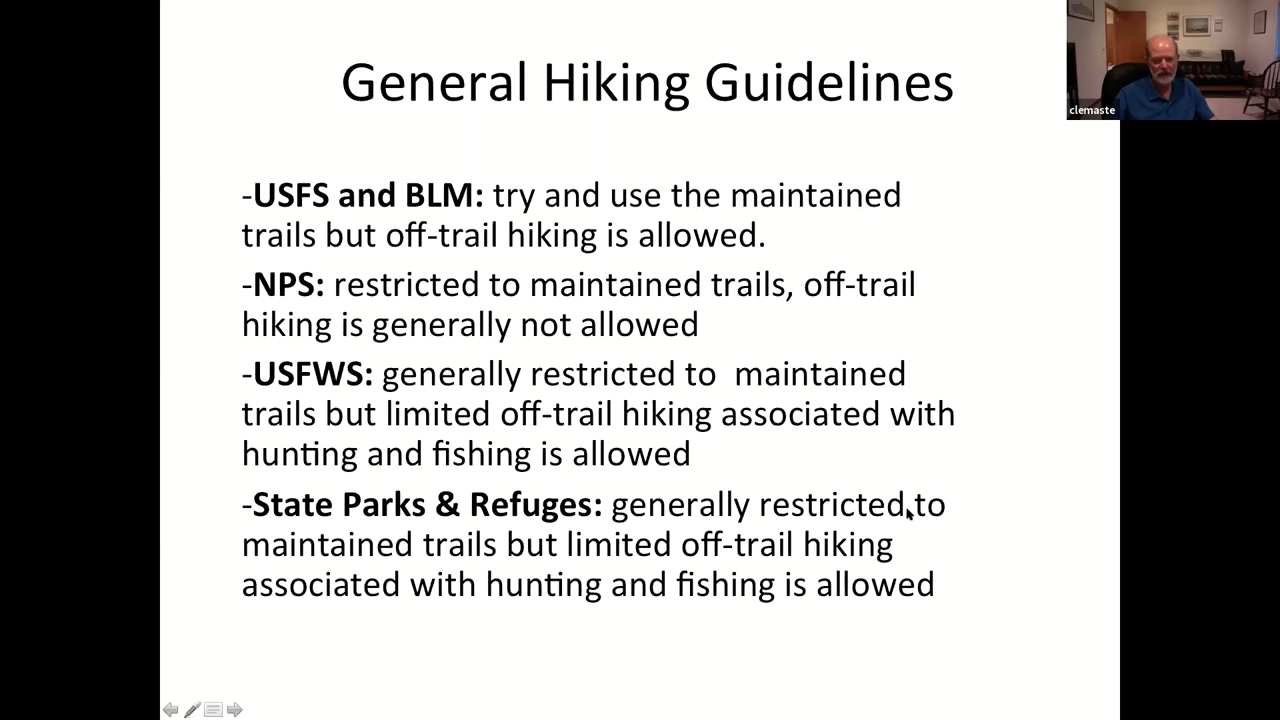 General Hiking Guidelines
clemaste
-USFS and BLM: try and use the maintained
trails but off-trail hiking is allowed.
-NPS: restricted to maintained trails, off-trail
hiking is generally not allowed
-USFWS: generally restricted to  maintained
trails but limited off-trail hiking associated with
hunting and fishing is allowed
-State Parks & Refuges: generally restricted to
maintained trails but limited off-trail hiking
associated with hunting and fishing is allowed